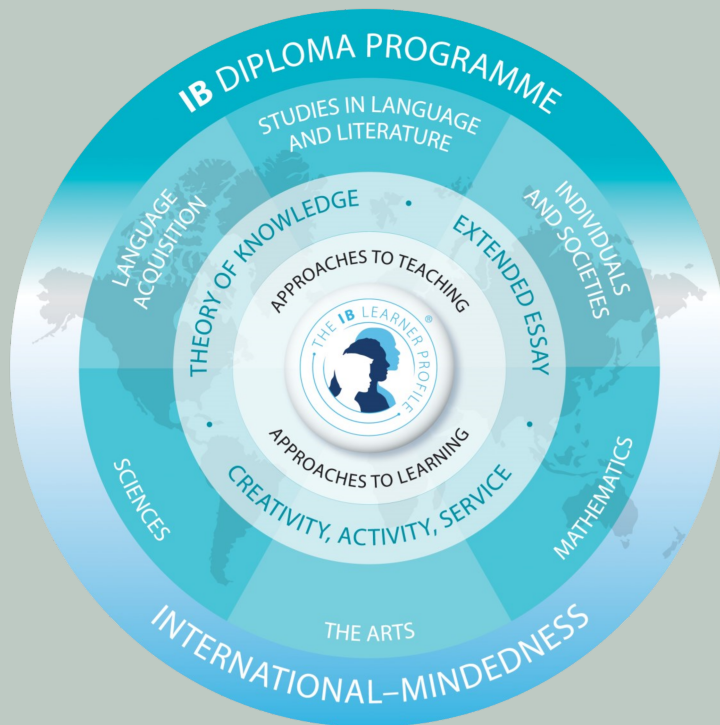 IB DIPLOMA PROGRAMME
STUDIES IN LANGUAGE
AND LITERATURE
LANGUAGE
ACQUISITION
INDIVIDUALS
AND SOCIETIES
THEORY OF KNOWLEDGE •
EXTENDED ESSAY •
APPROACHES TO TEACHING
THE IB LEARNER PROFILE ®
APPROACHES TO LEARNING
CREATIVITY, ACTIVITY, SERVICE •
SCIENCES
MATHEMATICS
THE ARTS
INTERNATIONAL–MINDEDNESS